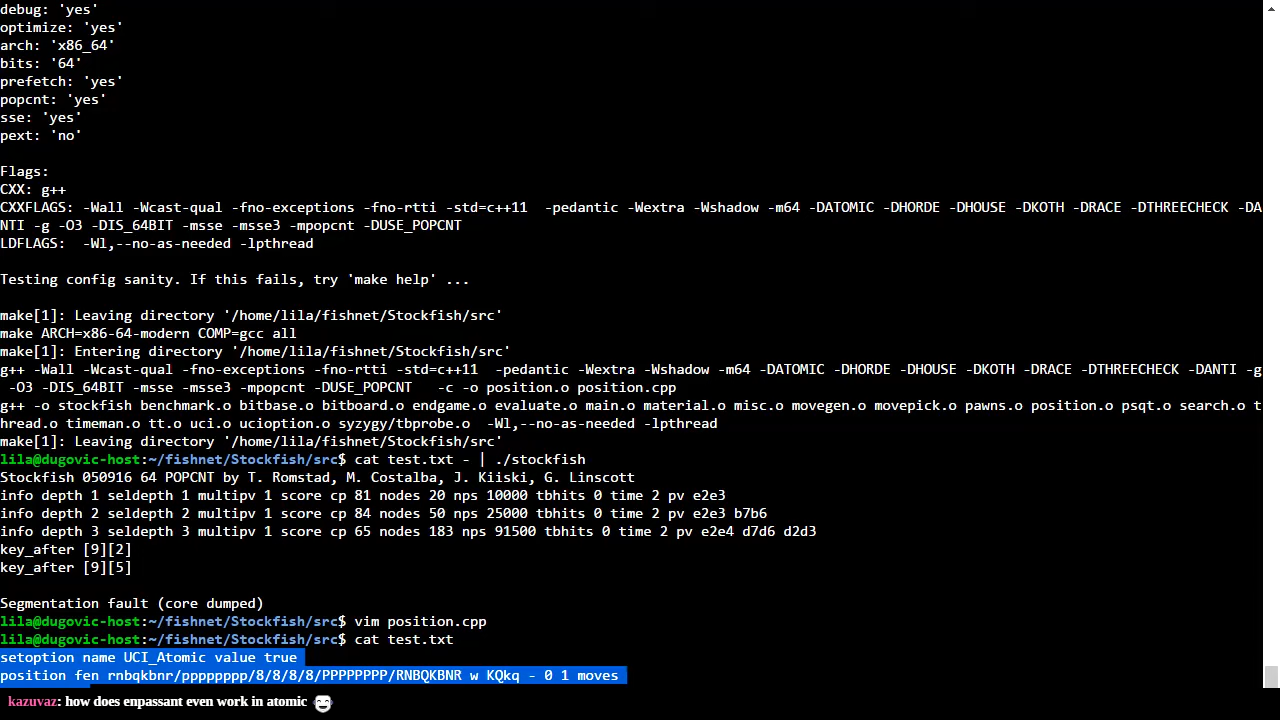 debug: 'yes'
optimize: 'yes'
arch: 'x86_64'
bits: '64'
prefetch: 'yes'
popcnt: 'yes'
sse: 'yes'
pext: 'no'
Flags:
CXX: g++
CXXFLAGS: -Wall -Wcast-qual -fno-exceptions -fno-rtti -std=c++11  -pedantic -Wextra -Wshadow -m64 -DATOMIC -DHORDE -DHOUSE -DKOTH -DRACE -DTHREECHECK -DA
NTI -g -O3 -DIS_64BIT -msse -msse3 -mpopcnt -DUSE_POPCNT
LDFLAGS:  -Wl,--no-as-needed -lpthread
Testing config sanity. If this fails, try 'make help' ...
make[1]: Leaving directory '/home/lila/fishnet/Stockfish/src'
make ARCH=x86-64-modern COMP=gcc all
make[1]: Entering directory '/home/lila/fishnet/Stockfish/src'
g++ -Wall -Wcast-qual -fno-exceptions -fno-rtti -std=c++11  -pedantic -Wextra -Wshadow -m64 -DATOMIC -DHORDE -DHOUSE -DKOTH -DRACE -DTHREECHECK -DANTI -g
 -O3 -DIS_64BIT -msse -msse3 -mpopcnt -DUSE_POPCNT   -c -o position.o position.cpp
g++ -o stockfish benchmark.o bitbase.o bitboard.o endgame.o evaluate.o main.o material.o misc.o movegen.o movepick.o pawns.o position.o psqt.o search.o t
hread.o timeman.o tt.o uci.o ucioption.o syzygy/tbprobe.o -Wl,--no-as-needed -lpthread
make[1]: Leaving directory '/home/lila/fishnet/Stockfish/src'
lila@dugovic-host:~/fishnet/Stockfish/src$ cat test.txt - | ./stockfish
Stockfish 050916 64 POPCNT by T. Romstad, M. Costalba, J. Kiiski, G. Linscott
info depth 1 seldepth 1 multipv 1 score cp 81 nodes 20 nps 10000 tbhits 0 time 2 pv e2e3
info depth 2 seldepth 2 multipv 1 score cp 84 nodes 50 nps 25000 tbhits 0 time 2 pv e2e3 b7b6
info depth 3 seldepth 3 multipv 1 score cp 65 nodes 183 nps 91500 tbhits 0 time 2 pv e2e4 d7d6 d2d3
key_after [9][2]
key_after [9][5]
Segmentation fault (core dumped)
lila@dugovic-host:~/fishnet/Stockfish/src$ vim position.cpp
lila@dugovic-host:~/fishnet/Stockfish/src$ cat test.txt
setoption name UCI_Atomic value true
position fen rnbqkbnr/pppppppp/8/8/8/8/PPPPPPPP/RNBQKBNR w KQkq - 0 1 moves
kazuvaz: how does enpassant even work in atomic